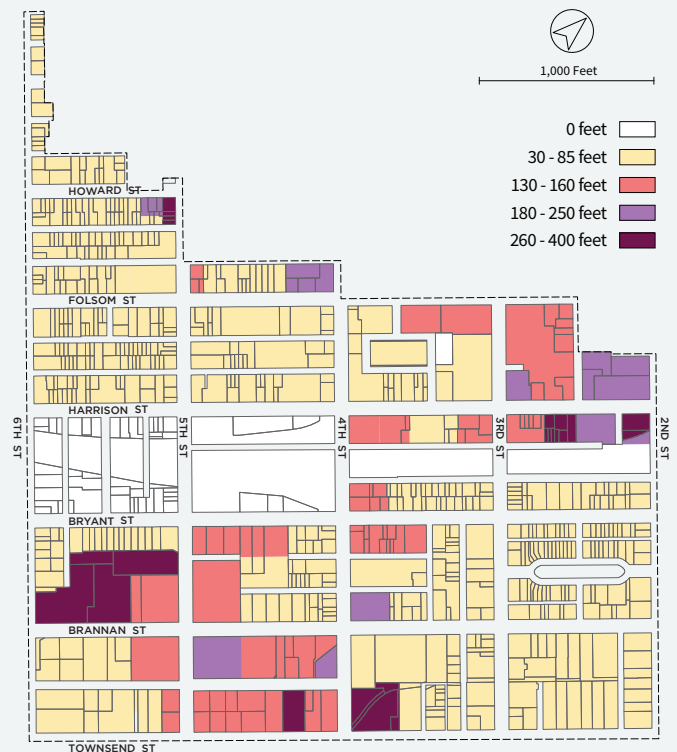 1,000 Feet
0 feet
30 - 85 feet
130 - 160 feet
180 - 250 feet
260 - 400 feet
HOWARD ST
FOLSOM ST
HARRISON ST
6TH ST
5TH ST
4TH ST
3RD ST
2ND ST
BRYANT ST
BRANNAN ST
TOWNSEND ST